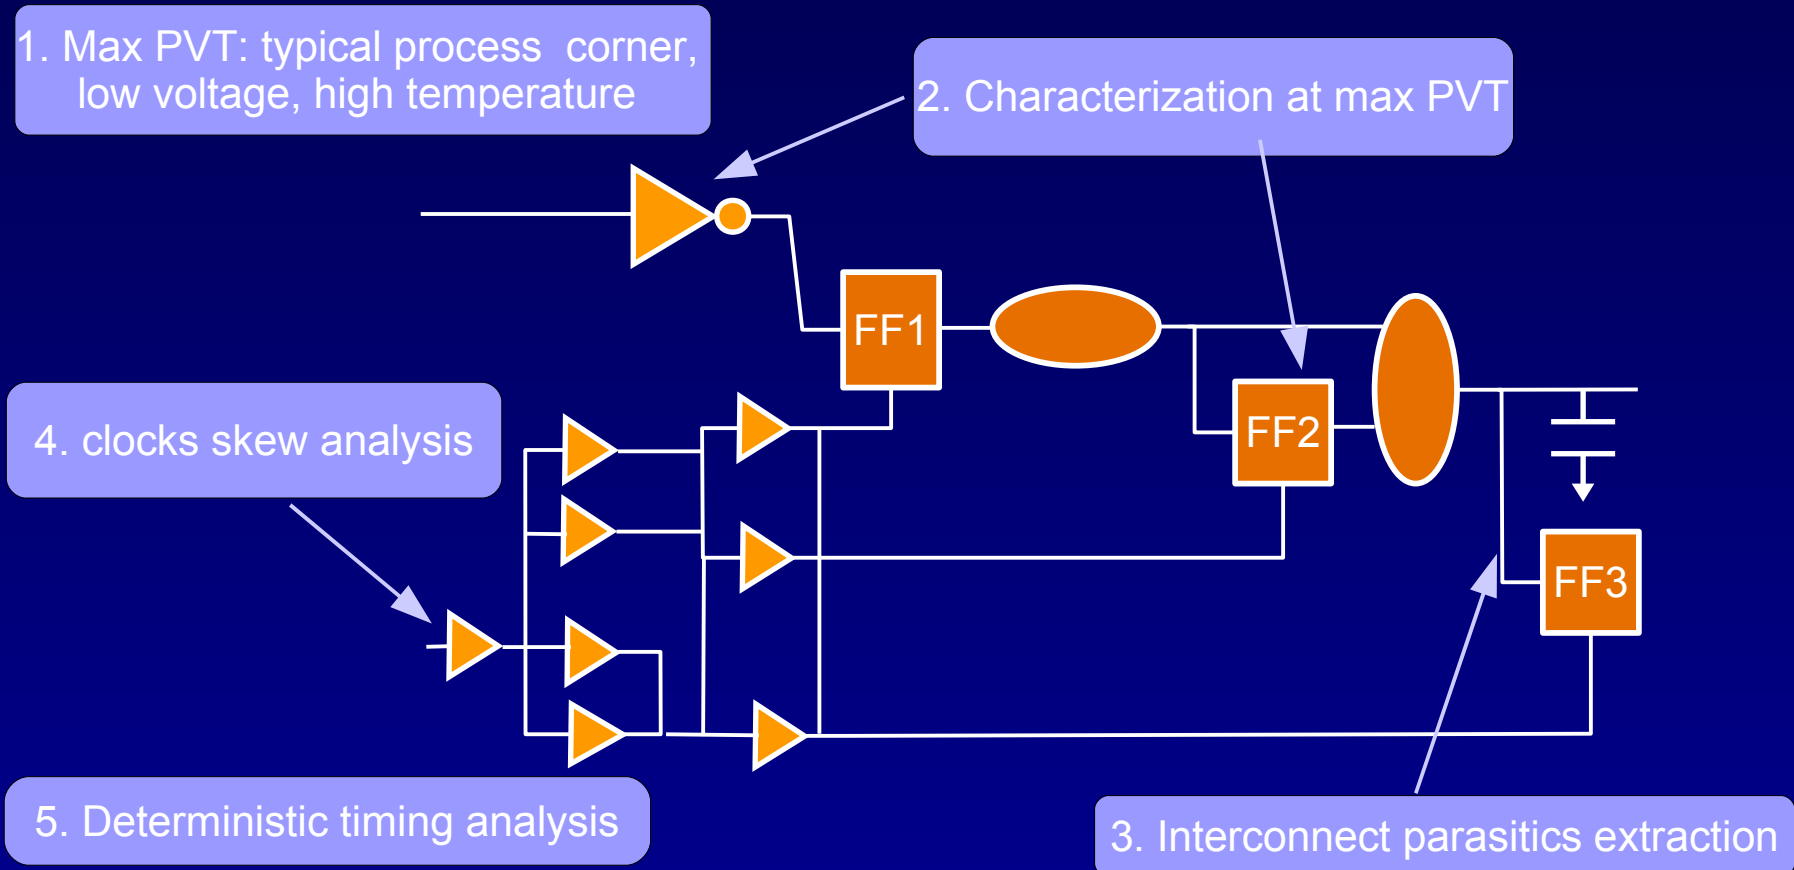 1. Max PVT: typical process corner,
low voltage, high temperature
2. Characterization at max PVT
FF1
FF2
4. clocks skew analysis
FF3
5. Deterministic timing analysis
3. Interconnect parasitics extraction